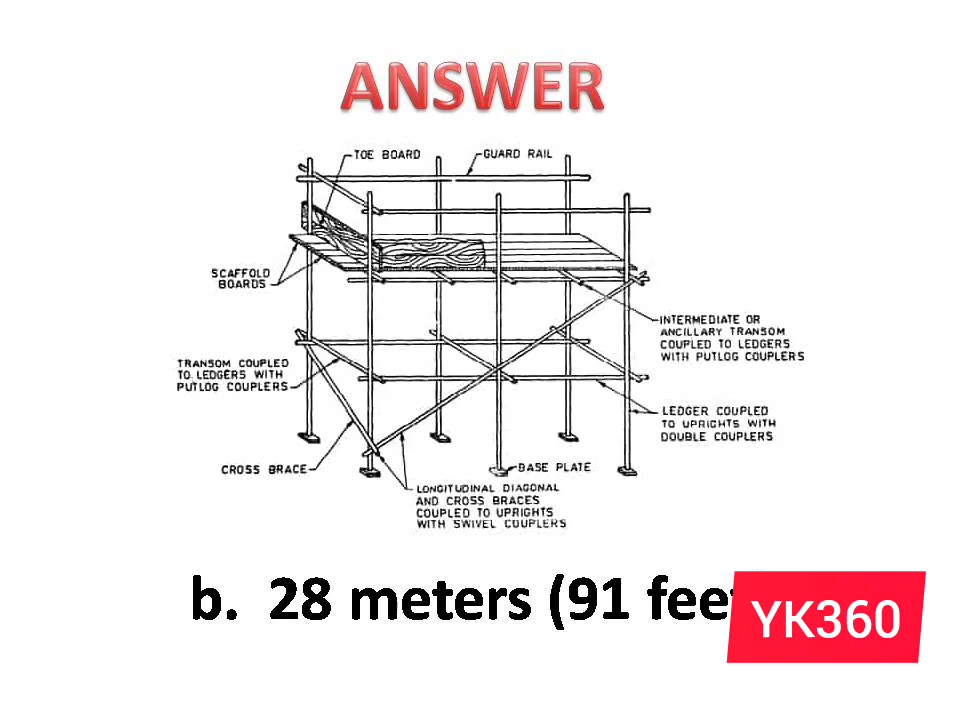 ANSWER
TOE BOARD
GUARD RAIL
SCAFFOLD
BOARDS
INTERMEDIATE OR
ANCILLARY TRANSOM
COUPLED TO LEDGERS
WITH PUTLOG COUPLERS
TRANSOM COUPLED
TO LEDGERS WITH
PUTLOG COUPLERS
LEDGER COUPLED
TO UPRIGHTS WITH
DOUBLE COUPLERS
CROSS BRACE
BASE PLATE
LONGITUDINAL DIAGONAL
AND CROSS BRACES
COUPLED TO UPRIGHTS
WITH SWIVEL COUPLERS
b. 28 meters (91 feet
YK360